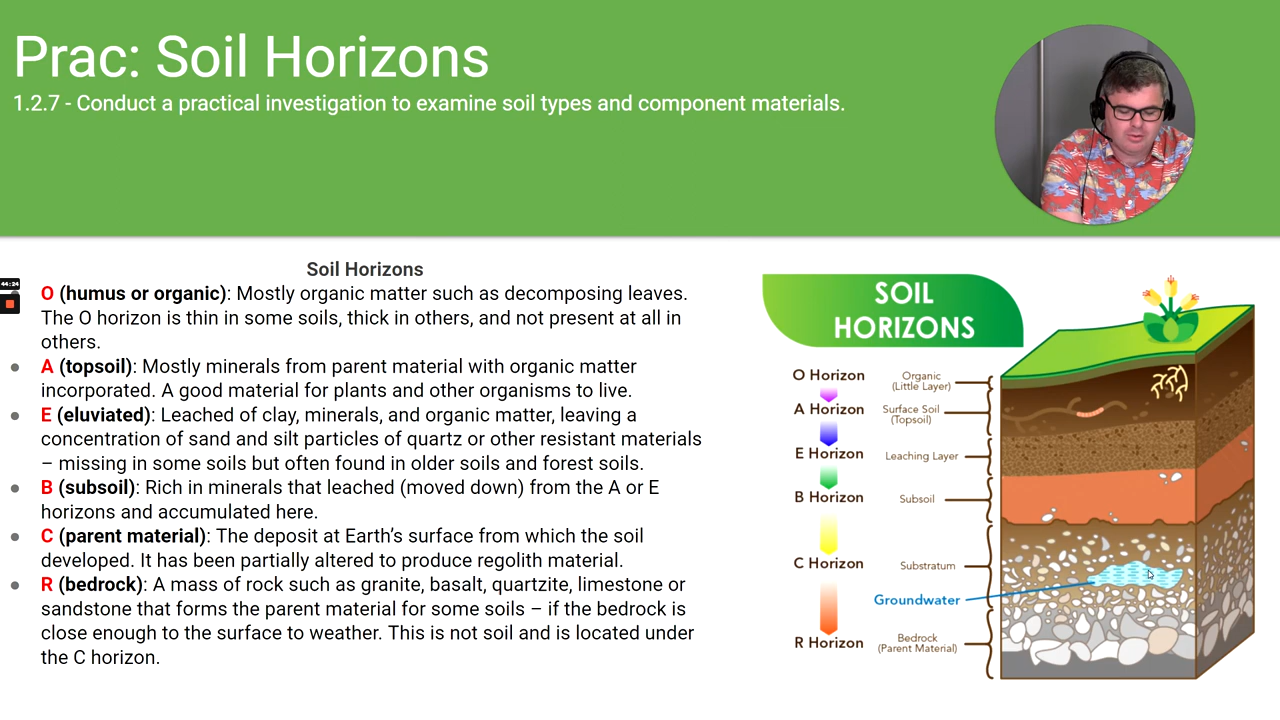 Prac: Soil Horizons
1.2.7 - Conduct a practical investigation to examine soil types and component materials.
44:24
Soil Horizons
O (humus or organic): Mostly organic matter such as decomposing leaves.
The O horizon is thin in some soils, thick in others, and not present at all in
others.
A (topsoil): Mostly minerals from parent material with organic matter
incorporated. A good material for plants and other organisms to live.
E (eluviated): Leached of clay, minerals, and organic matter, leaving a
concentration of sand and silt particles of quartz or other resistant materials
– missing in some soils but often found in older soils and forest soils.
B (subsoil): Rich in minerals that leached (moved down) from the A or E
horizons and accumulated here.
C (parent material): The deposit at Earth’s surface from which the soil
developed. It has been partially altered to produce regolith material.
R (bedrock): A mass of rock such as granite, basalt, quartzite, limestone or
sandstone that forms the parent material for some soils – if the bedrock is
close enough to the surface to weather. This is not soil and is located under
the C horizon.
SOIL
HORIZONS
O Horizon
Organic
(Little Layer)
A Horizon
Surface Soil
(Topsoil)
E Horizon
Leaching Layer
B Horizon
Subsoil
C Horizon
Substratum
Groundwater
R Horizon
Bedrock
(Parent Material)